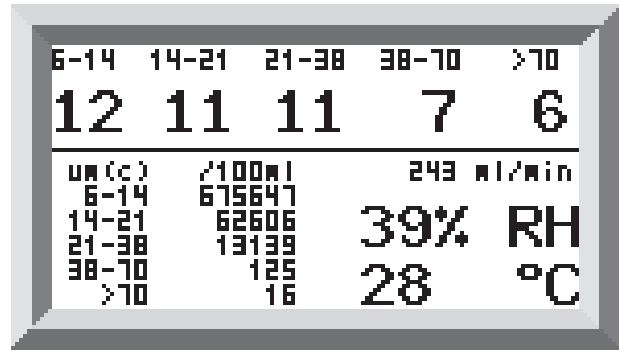 6-14 14-21 21-38 38-70 >70
12 11 11 7 6
um(c) /100ml 243 ml/min
6-14 675647
14-21 62606
21-38 13139
38-70 125
>70 16
39% RH
28 °C